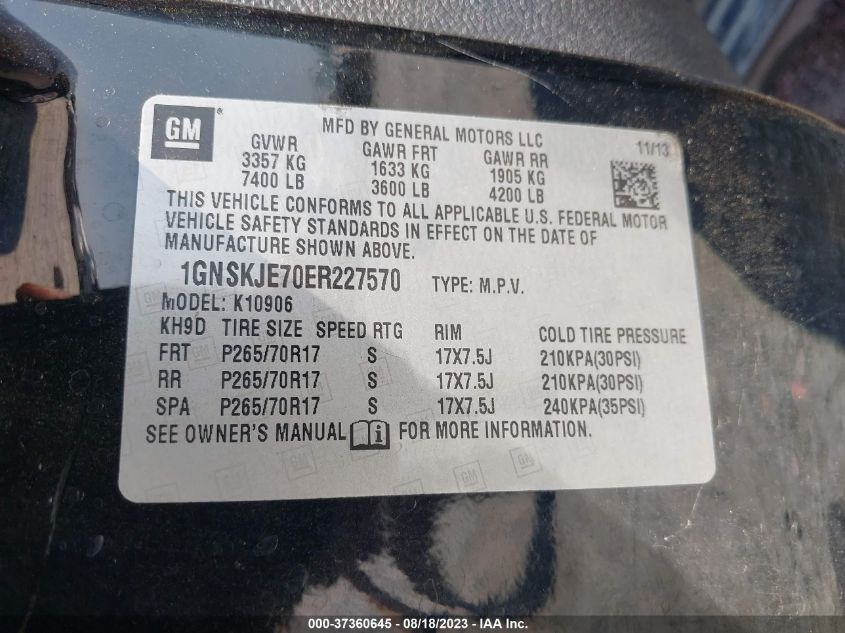 GM
MFD BY GENERAL MOTORS LLC
11/13
GVWR GAWR FRT GAWR RR
3357 KG 1633 KG 1905 KG
7400 LB 3600 LB 4200 LB
THIS VEHICLE CONFORMS TO ALL APPLICABLE U.S. FEDERAL MOTOR
VEHICLE SAFETY STANDARDS IN EFFECT ON THE DATE OF
MANUFACTURE SHOWN ABOVE.
1GNSKJE70ER227570 TYPE: M.P.V.
MODEL: K10906
KH9D TIRE SIZE SPEED RTG RIM COLD TIRE PRESSURE
FRT P265/70R17 S 17X7.5J 210KPA(30PSI)
RR P265/70R17 S 17X7.5J 210KPA(30PSI)
SPA P265/70R17 S 17X7.5J 240KPA(35PSI)
SEE OWNER'S MANUAL i FOR MORE INFORMATION.
000-37360645 / 08/18/2023 - IAA Inc.